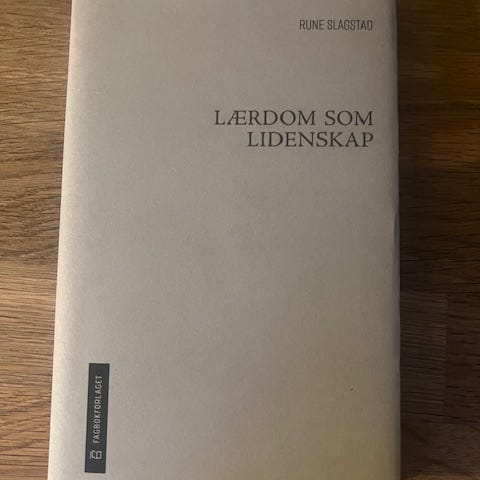 RUNE SLAGSTAD
LÆRDOM SOM
LIDENSKAP
FAGBOKFORLAGET